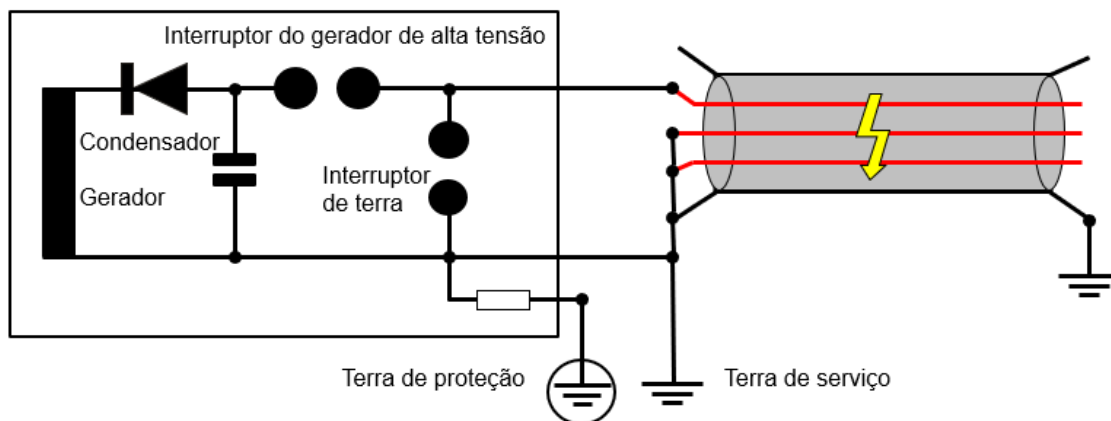 Interruptor do gerador de alta tensão
Condensador
Gerador
Interruptor
de terra
Terra de proteção
Terra de serviço